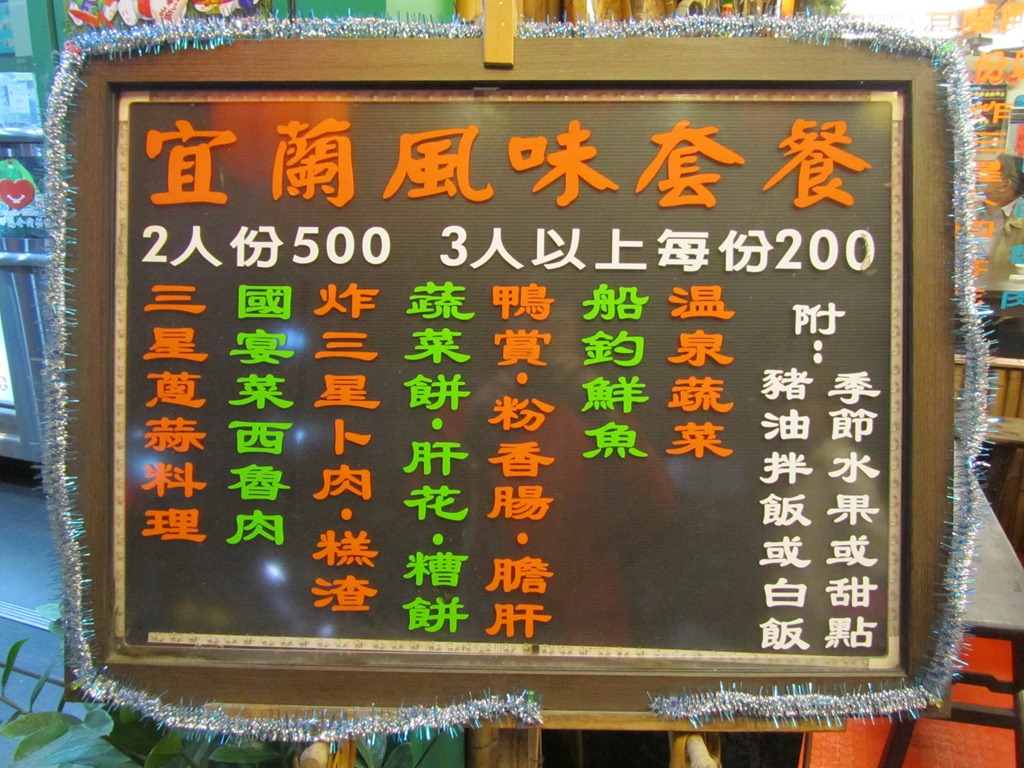 宜蘭風味套餐
2人份500 3人以上每份200
三星蔥蒜料理
國宴菜西魯肉
炸三星卜肉·糕渣
蔬菜餅·肝花·糟餅
鴨賞·粉香腸·膽肝
船釣鮮魚
溫泉蔬菜
附：
豬油拌飯或白飯
季節水果或甜點